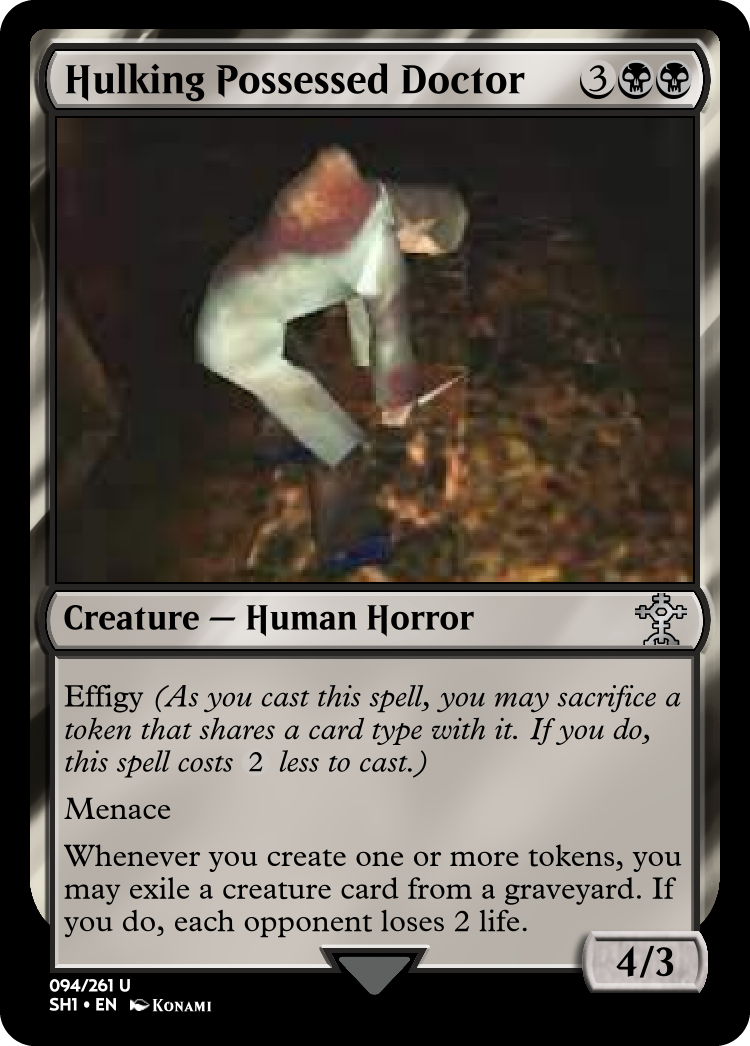 Hulking Possessed Doctor 3
Creature — Human Horror
Effigy (As you cast this spell, you may sacrifice a
token that shares a card type with it. If you do,
this spell costs 2 less to cast.)
Menace
Whenever you create one or more tokens, you
may exile a creature card from a graveyard. If
you do, each opponent loses 2 life.
4/3
094/261 U
SH1 • EN KONAMI